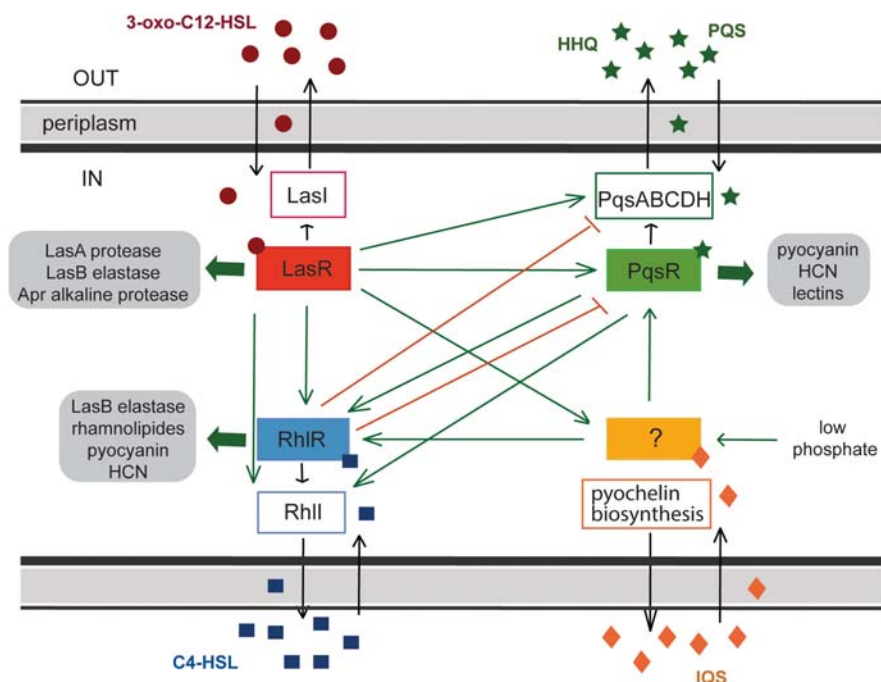 3-oxo-C12-HSL
HHQ
PQS
OUT
periplasm
IN
LasI
PqsABCDH
LasA protease
LasB elastase
Apr alkaline protease
LasR
PqsR
pyocyanin
HCN
lectins
LasB elastase
rhamnolipides
pyocyanin
HCN
RhlR
?
low
phosphate
RhlI
pyochelin
biosynthesis
C4-HSL
IQS